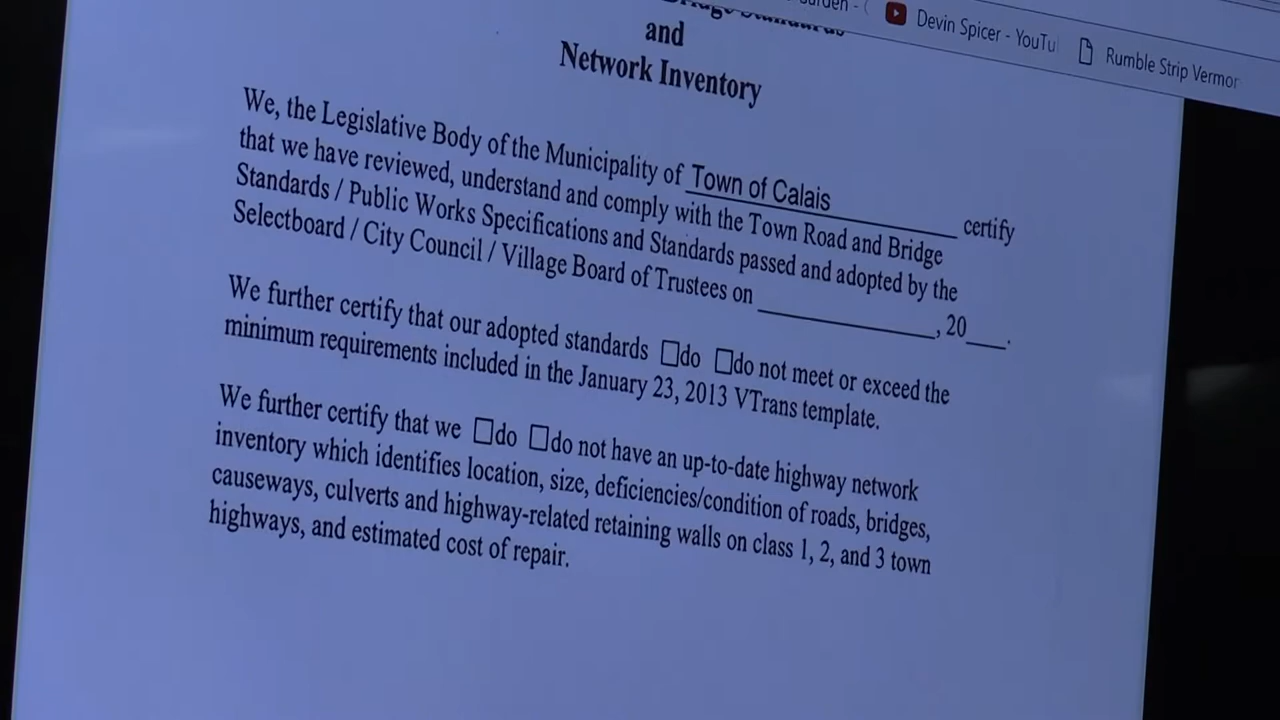 Devin Spicer - YouTu
Rumble Strip Vermor
and
Network Inventory
We, the Legislative Body of the Municipality of Town of Calais certify
that we have reviewed, understand and comply with the Town Road and Bridge
Standards / Public Works Specifications and Standards passed and adopted by the
Selectboard / City Council / Village Board of Trustees on ____________, 20___.
We further certify that our adopted standards ☐do ☐do not meet or exceed the
minimum requirements included in the January 23, 2013 VTrans template.
We further certify that we ☐do ☐do not have an up-to-date highway network
inventory which identifies location, size, deficiencies/condition of roads, bridges,
causeways, culverts and highway-related retaining walls on class 1, 2, and 3 town
highways, and estimated cost of repair.